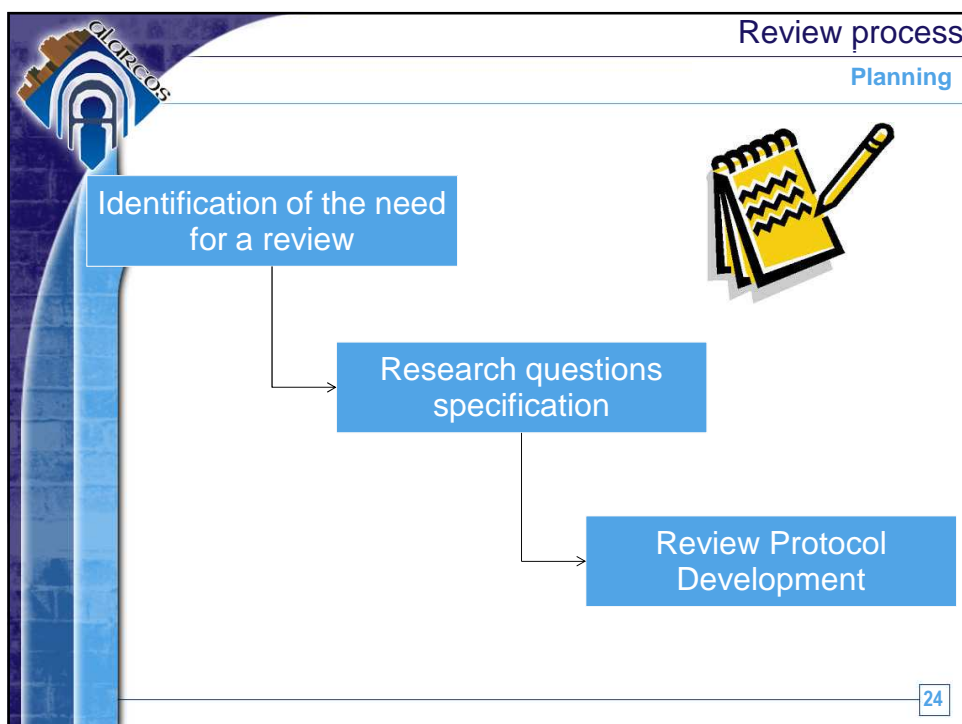 alarcos
Review process
Planning
Identification of the need
for a review
Research questions
specification
Review Protocol
Development
24